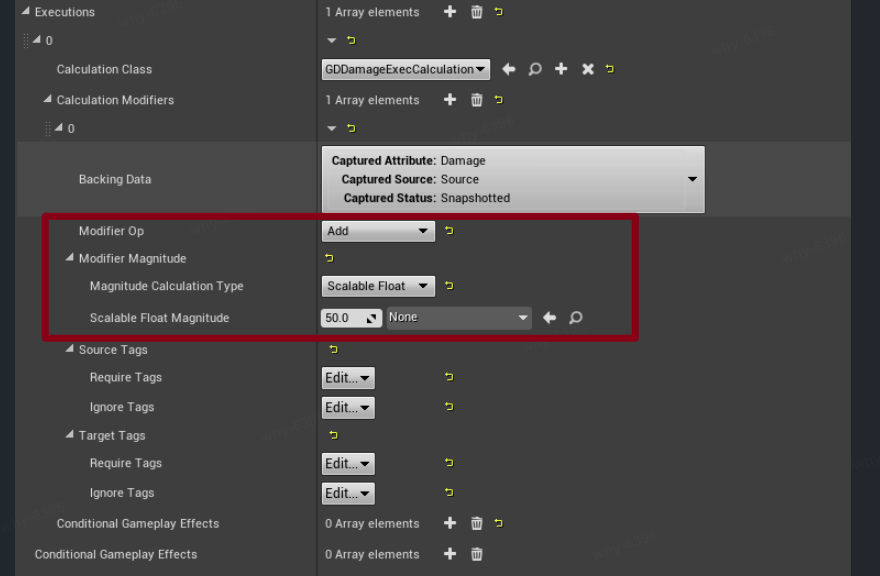 Executions 1 Array elements
0
Calculation Class GDDamageExecCalculation
Calculation Modifiers 1 Array elements
0
Captured Attribute: Damage
Backing Data Captured Source: Source
Captured Status: Snapshotted
Modifier Op Add
Modifier Magnitude
Magnitude Calculation Type Scalable Float
Scalable Float Magnitude 50.0 None
Source Tags
Require Tags Edit...
Ignore Tags Edit...
Target Tags
Require Tags Edit...
Ignore Tags Edit...
Conditional Gameplay Effects 0 Array elements
Conditional Gameplay Effects 0 Array elements